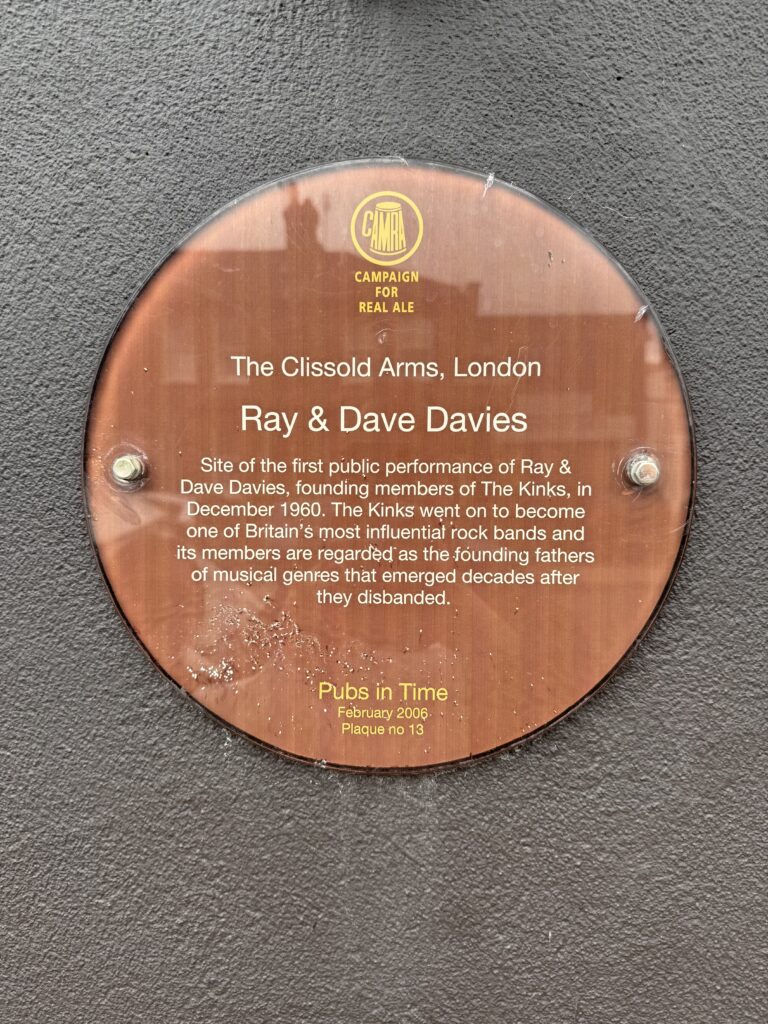 CAMRA
CAMPAIGN
FOR
REAL ALE
The Clissold Arms, London
Ray & Dave Davies
Site of the first public performance of Ray &
Dave Davies, founding members of The Kinks, in
December 1960. The Kinks went on to become
one of Britain's most influential rock bands and
its members are regarded as the founding fathers
of musical genres that emerged decades after
they disbanded.
Pubs in Time
February 2006
Plaque no 13